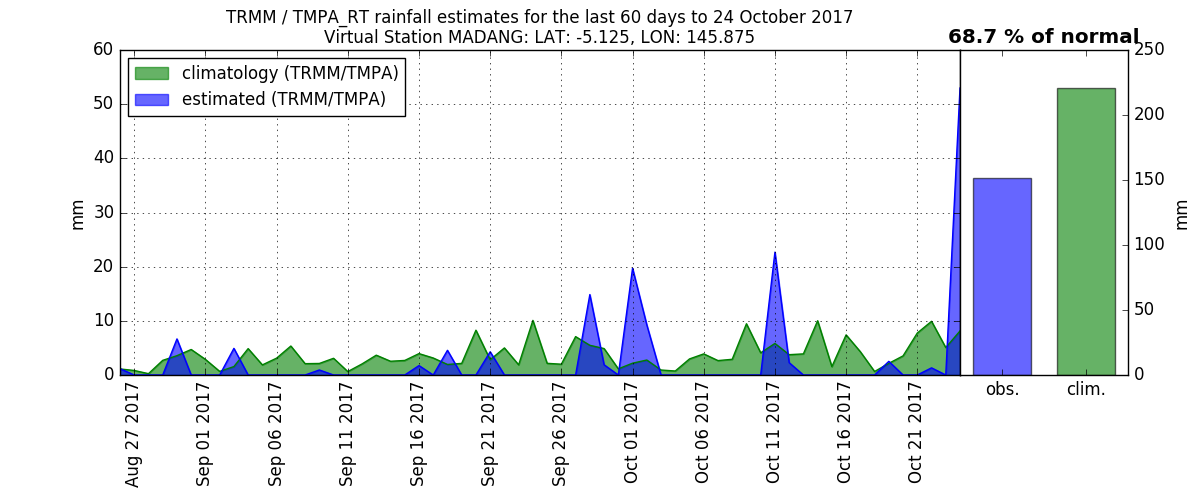 TRMM / TMPA_RT rainfall estimates for the last 60 days to 24 October 2017
Virtual Station MADANG: LAT: -5.125, LON: 145.875
68.7 % of normal
climatology (TRMM/TMPA)
estimated (TRMM/TMPA)
mm
60
50
40
30
20
10
0
Aug 27 2017
Sep 01 2017
Sep 06 2017
Sep 11 2017
Sep 16 2017
Sep 21 2017
Sep 26 2017
Oct 01 2017
Oct 06 2017
Oct 11 2017
Oct 16 2017
Oct 21 2017
obs.
clim.
250
200
150
100
50
0
mm